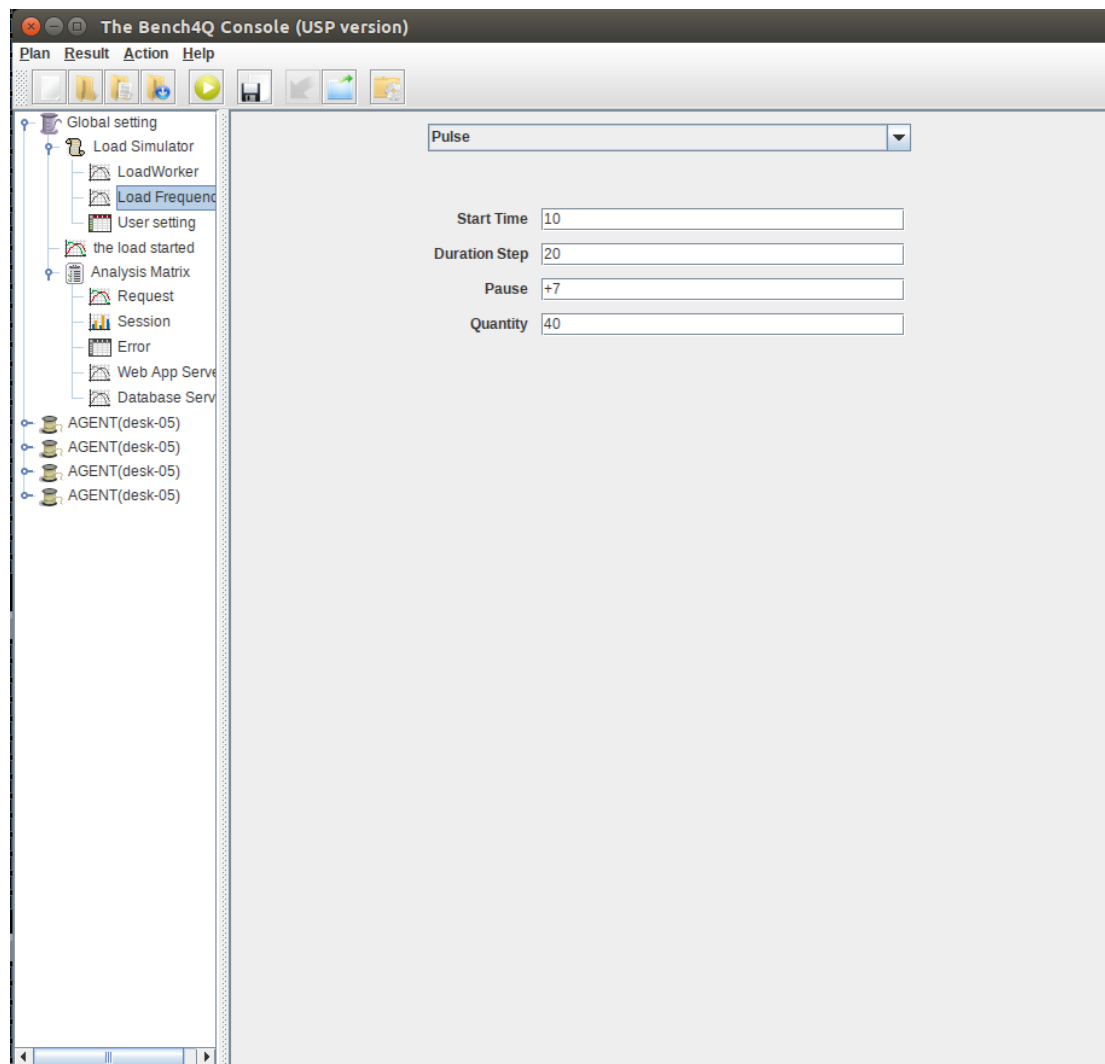 The Bench4Q Console (USP version)
Plan Result Action Help
Global setting
Load Simulator
LoadWorker
Load Frequenc
User setting
the load started
Analysis Matrix
Request
Session
Error
Web App Serve
Database Serv
AGENT(desk-05)
AGENT(desk-05)
AGENT(desk-05)
AGENT(desk-05)
Pulse
Start Time 10
Duration Step 20
Pause +7
Quantity 40